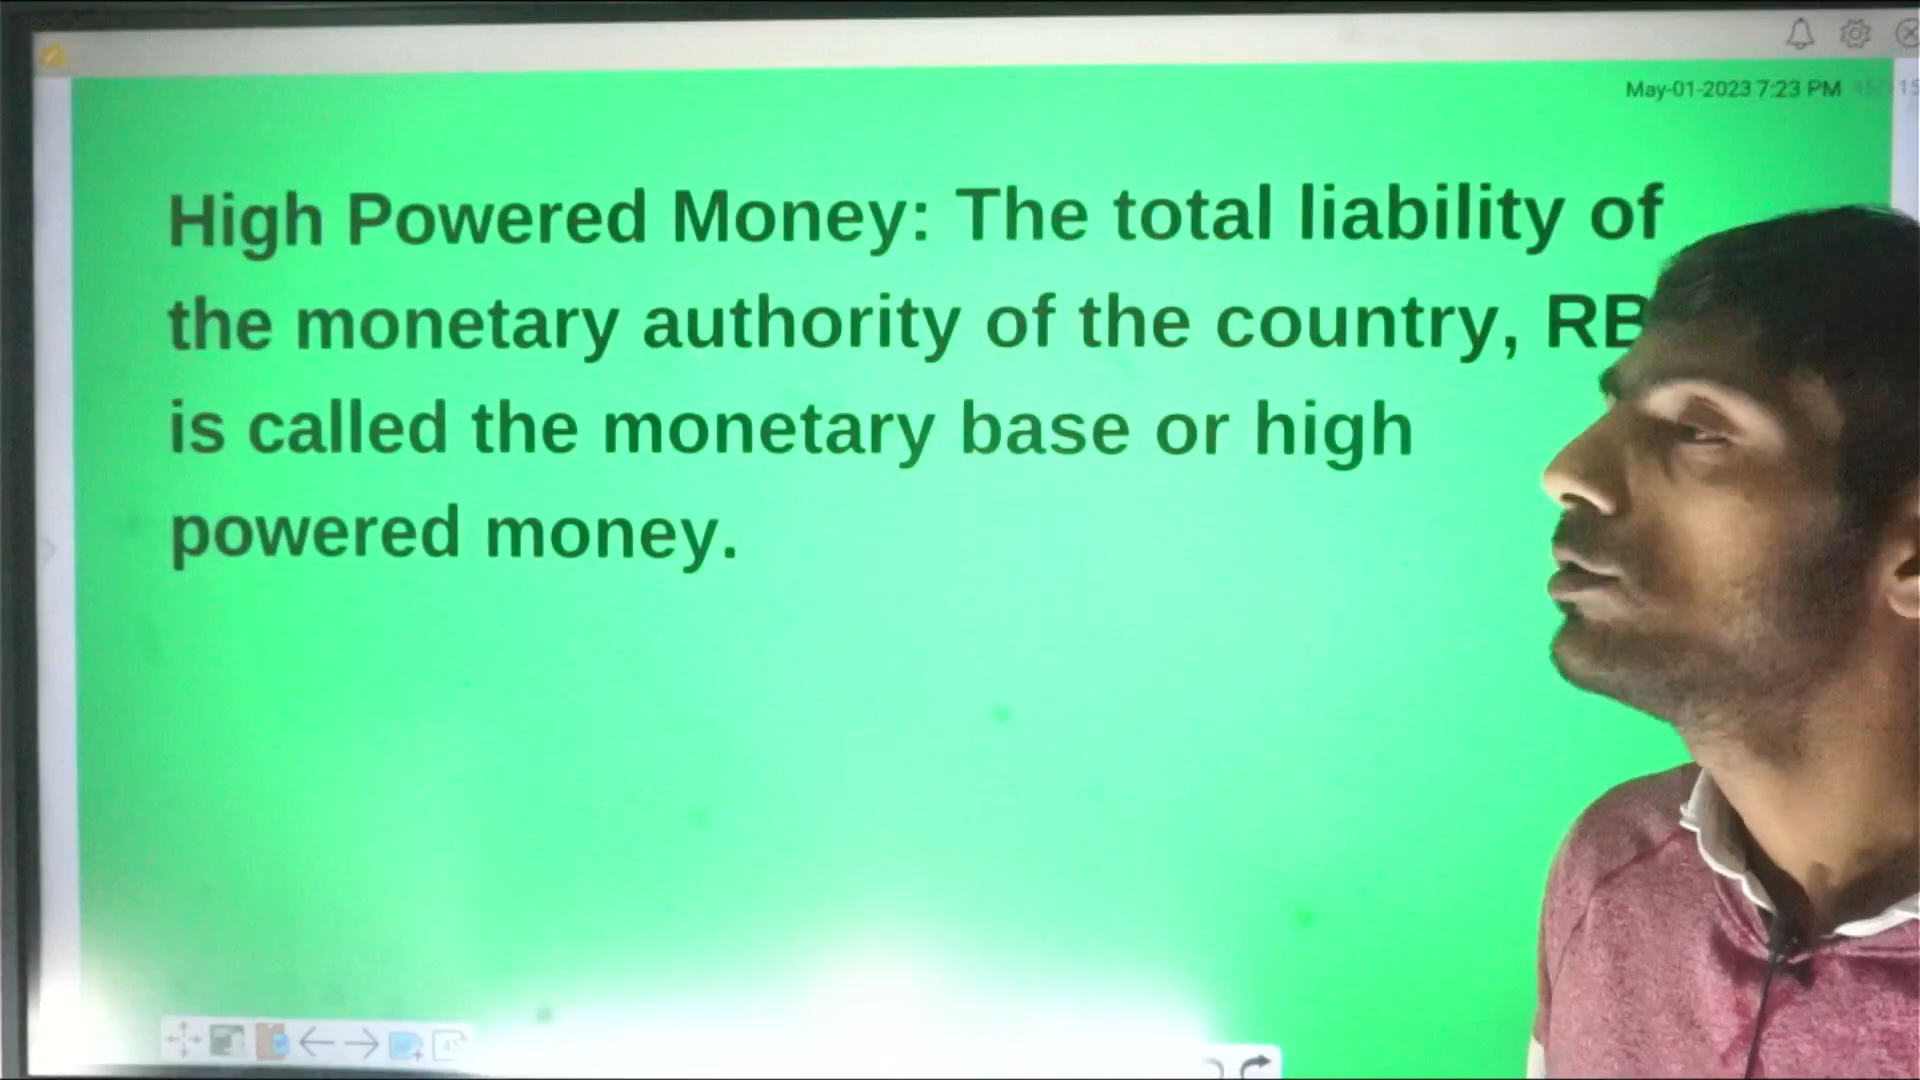 May-01-2023 7:23 PM
High Powered Money: The total liability of
the monetary authority of the country, RB
is called the monetary base or high
powered money.
45